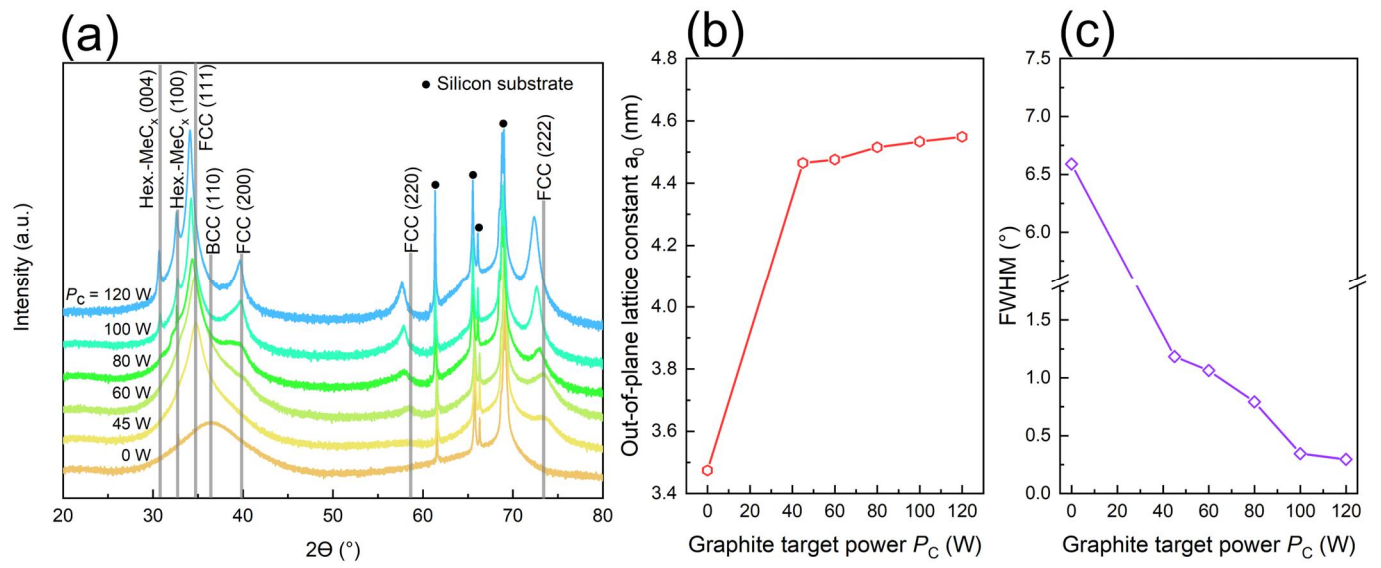 (a)
Intensity (a.u.)
● Silicon substrate
Hex.-MeCₓ (004)
Hex.-MeCₓ (100)
FCC (111)
BCC (110)
FCC (200)
FCC (220)
FCC (222)
P_C = 120 W
100 W
80 W
60 W
45 W
0 W
20 30 40 50 60 70 80
2Θ (°)
(b)
Out-of-plane lattice constant a₀ (nm)
4.8
4.6
4.4
4.2
4.0
3.8
3.6
3.4
0 20 40 60 80 100 120
Graphite target power P_C (W)
(c)
FWHM (°)
7.5
7.0
6.5
6.0
1.5
1.0
0.5
0.0
0 20 40 60 80 100 120
Graphite target power P_C (W)